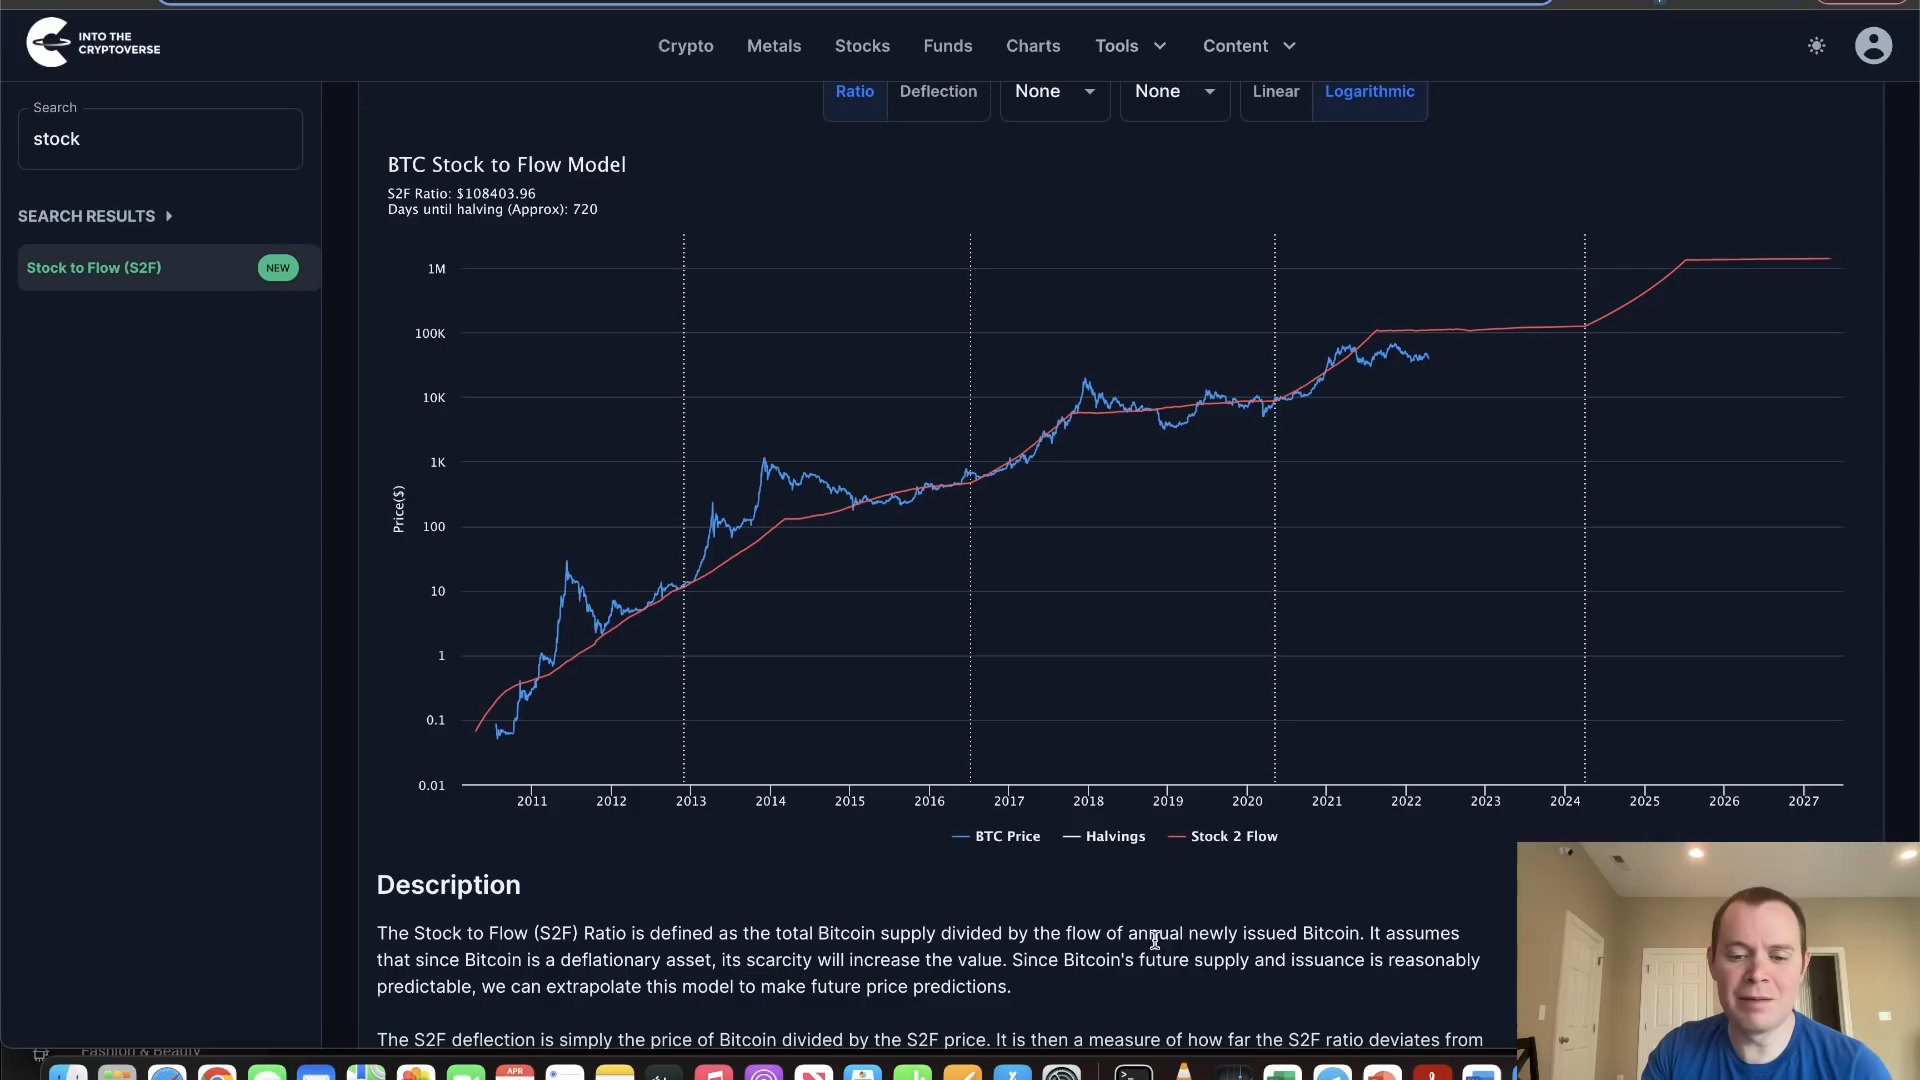 INTO THE
CRYPTOVERSE
Crypto
Metals
Stocks
Funds
Charts
Tools
Content
Search
stock
SEARCH RESULTS
Stock to Flow (S2F)
NEW
Ratio
Deflection
None
None
Linear
Logarithmic
BTC Stock to Flow Model
S2F Ratio: $108403.96
Days until halving (Approx): 720
Price($)
1M
100K
10K
1K
100
10
1
0.1
0.01
2011 2012 2013 2014 2015 2016 2017 2018 2019 2020 2021 2022 2023 2024 2025 2026 2027
BTC Price Halvings Stock 2 Flow
Description
The Stock to Flow (S2F) Ratio is defined as the total Bitcoin supply divided by the flow of annual newly issued Bitcoin. It assumes
that since Bitcoin is a deflationary asset, its scarcity will increase the value. Since Bitcoin's future supply and issuance is reasonably
predictable, we can extrapolate this model to make future price predictions.
The S2F deflection is simply the price of Bitcoin divided by the S2F price. It is then a measure of how far the S2F ratio deviates from
Fashion & Beauty
APR